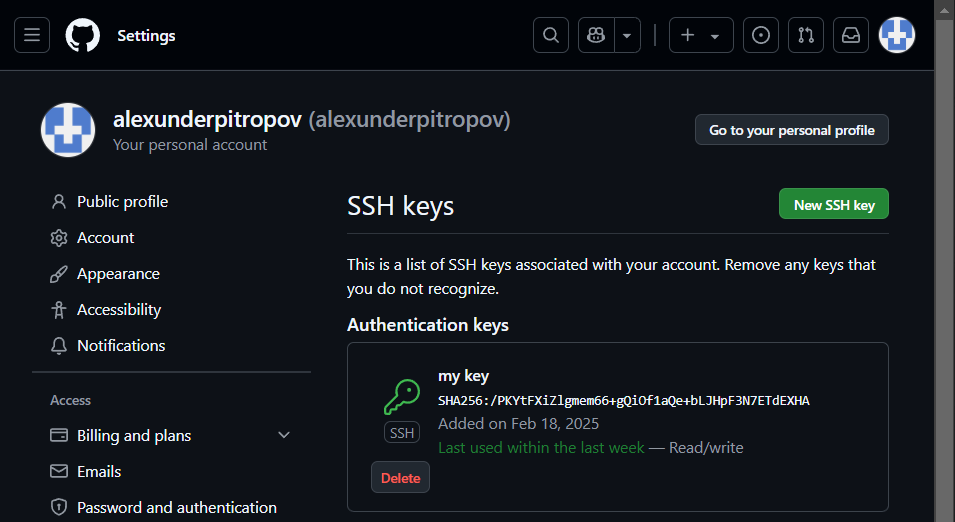 Settings
alexunderpitropov (alexunderpitropov)
Your personal account
Go to your personal profile
Public profile
Account
Appearance
Accessibility
Notifications
Access
Billing and plans
Emails
Password and authentication
SSH keys
New SSH key
This is a list of SSH keys associated with your account. Remove any keys that
you do not recognize.
Authentication keys
my key
SHA256:/PKYtFXiZlgmem66+gQiOf1aQe+bLJHpF3N7ETdEXHA
Added on Feb 18, 2025
Last used within the last week — Read/write
SSH
Delete